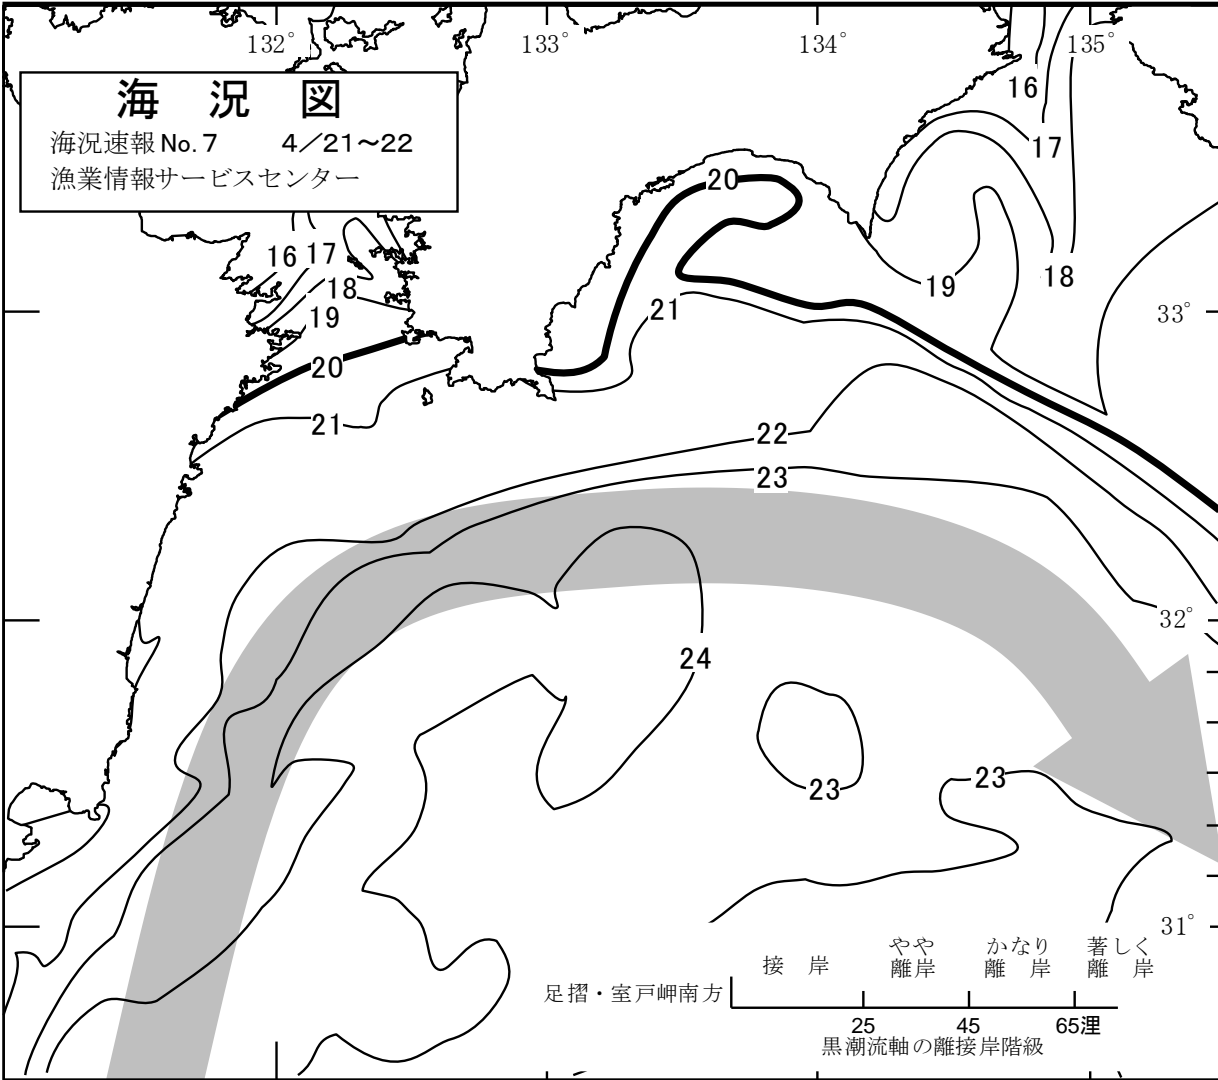 132°
133°
134°
135°
海況図
海況速報 No. 7 4/21～22
漁業情報サービスセンター
16
17
20
16
17
18
19
18
19
21
33°
20
21
22
23
32°
24
23
23
31°
接岸
やや離岸
かなり離岸
著しく離岸
足摺・室戸岬南方
25
45
65浬
黒潮流軸の離接岸階級